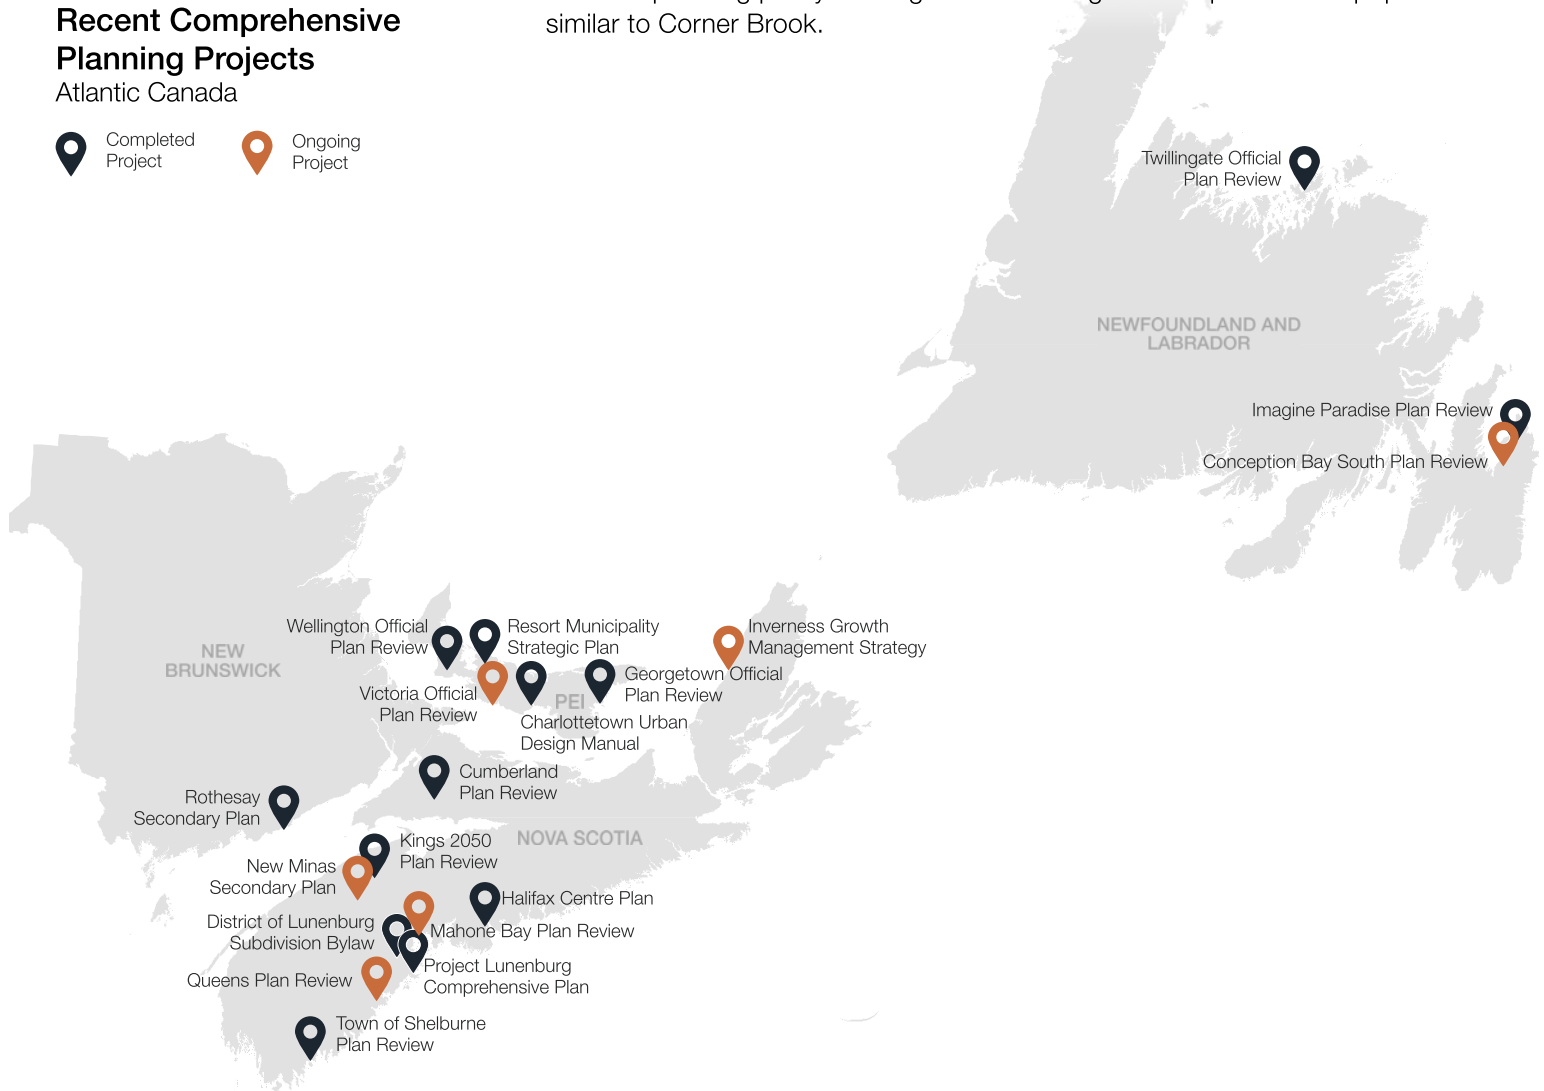 Recent Comprehensive
Planning Projects
Atlantic Canada
similar to Corner Brook.
Completed
Project
Ongoing
Project
Twillingate Official
Plan Review
NEWFOUNDLAND AND
LABRADOR
Imagine Paradise Plan Review
Conception Bay South Plan Review
NEW
BRUNSWICK
Wellington Official
Plan Review
Resort Municipality
Strategic Plan
Inverness Growth
Management Strategy
Georgetown Official
Plan Review
Victoria Official
Plan Review
PEI
Charlottetown Urban
Design Manual
Cumberland
Plan Review
Rothesay
Secondary Plan
NOVA SCOTIA
Kings 2050
Plan Review
New Minas
Secondary Plan
Halifax Centre Plan
District of Lunenburg
Subdivision Bylaw
Mahone Bay Plan Review
Project Lunenburg
Comprehensive Plan
Queens Plan Review
Town of Shelburne
Plan Review